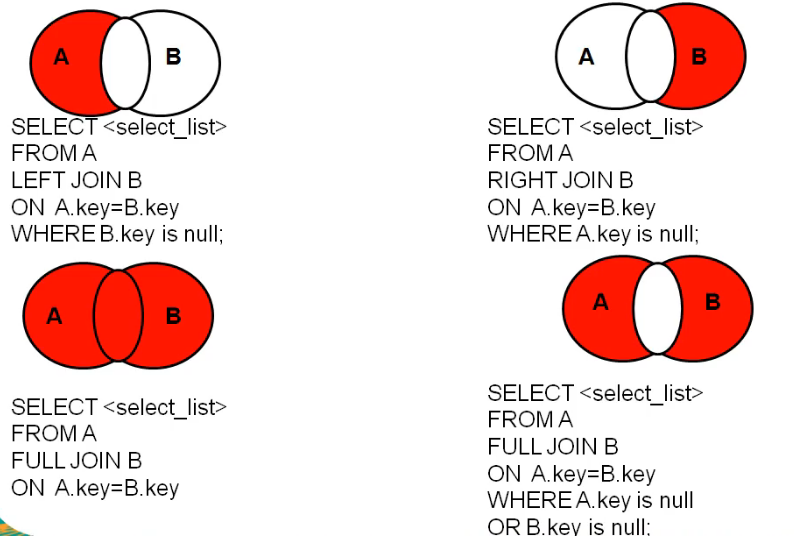 A
B
SELECT <select_list>
FROM A
LEFT JOIN B
ON A.key=B.key
WHERE B.key is null;
A
B
SELECT <select_list>
FROM A
RIGHT JOIN B
ON A.key=B.key
WHERE A.key is null;
A
B
SELECT <select_list>
FROM A
FULL JOIN B
ON A.key=B.key
A
B
SELECT <select_list>
FROM A
FULL JOIN B
ON A.key=B.key
WHERE A.key is null
OR B.key is null;